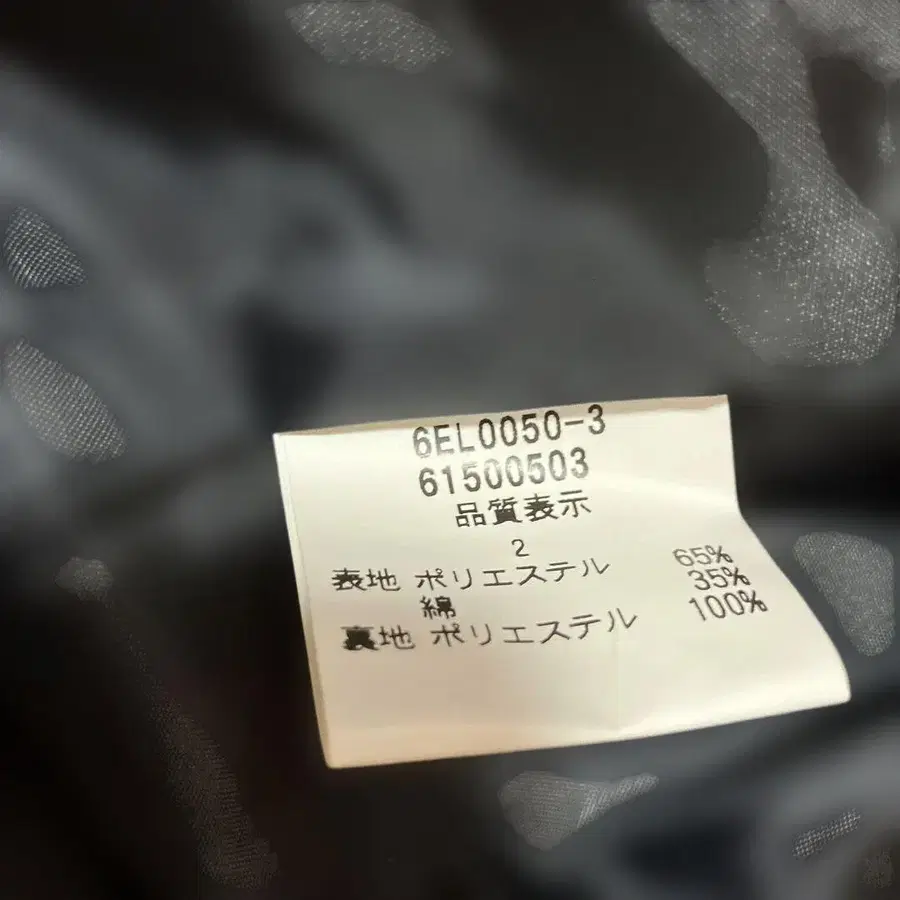 6EL0050-3
61500503
品質表示
2
表地 ポリエステル 65%
綿 35%
裏地 ポリエステル 100%